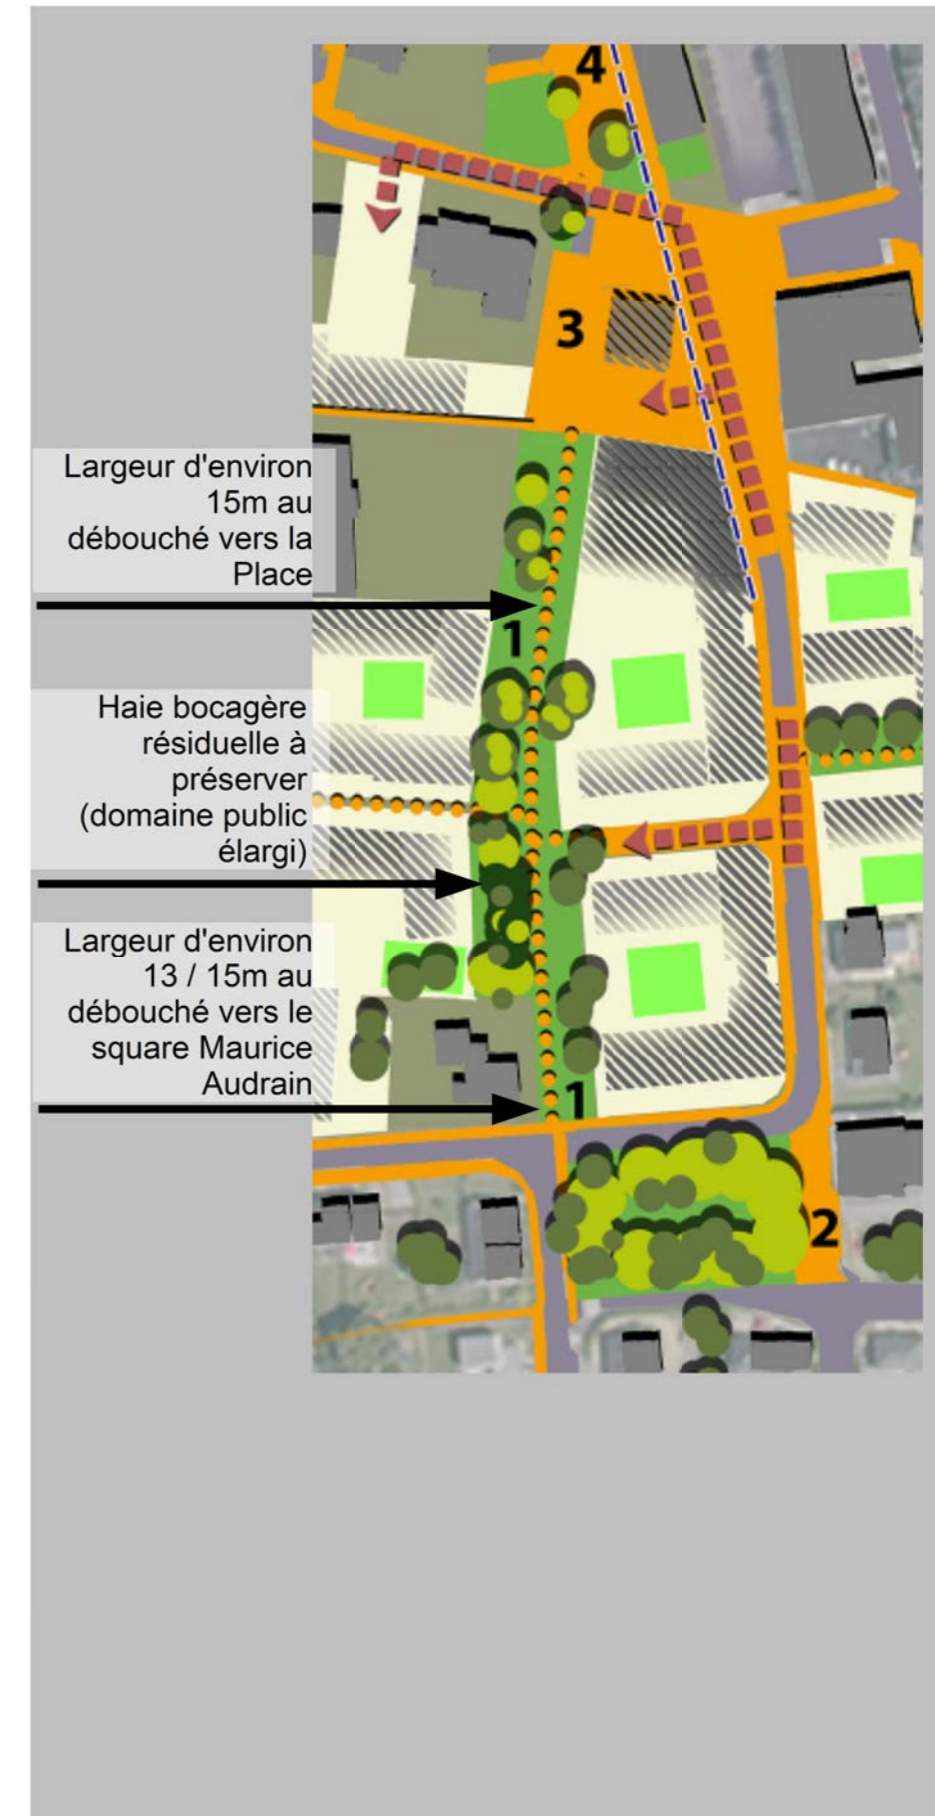 4
3
Largeur d'environ
15m au
débouché vers la
Place
1
Haie bocagère
résiduelle à
préserver
(domaine public
élargi)
Largeur d'environ
13 / 15m au
débouché vers le
square Maurice
Audrain
1
2